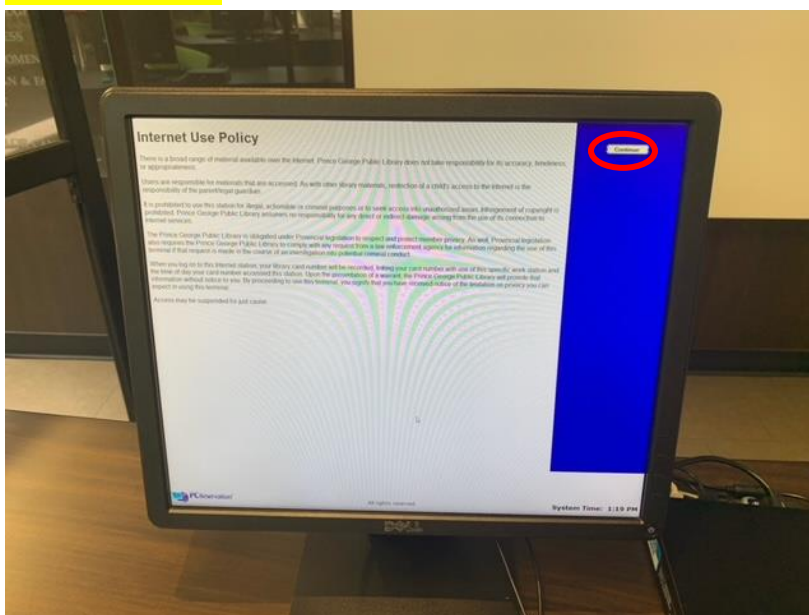 SS
OMEN
N & FA
Internet Use Policy
Continue
There is a broad range of material available over the Internet. Prince George Public Library does not take responsibility for its accuracy, timeliness,
or appropriateness.
Users are responsible for materials that are accessed. As with other library materials, restriction of a child's access to the Internet is the
responsibility of the parent/legal guardian.
It is prohibited to use this station for illegal, actionable or criminal purposes or to seek access into unauthorized areas. Infringement of copyright is
prohibited. Prince George Public Library assumes no responsibility for any direct or indirect damage arising from the use of its connection to
Internet services.
The Prince George Public Library is obligated under Provincial legislation to respect and protect member privacy. As well, Provincial legislation
also requires the Prince George Public Library to comply with any request from a law enforcement agency for information regarding the use of this
terminal if that request is made in the course of an investigation into potential criminal conduct.
When you log on to this Internet station, your library card number will be recorded, linking your card number with use of this specific work station and
the time of day your card number accessed this station. Upon the presentation of a warrant, the Prince George Public Library will provide that
information without notice to you. By proceeding to use this terminal, you signify that you have received notice of the limitation on privacy you can
expect in using this terminal.
Access may be suspended for just cause.
PC Reservation
All rights reserved
System Time: 1:19 PM
DELL